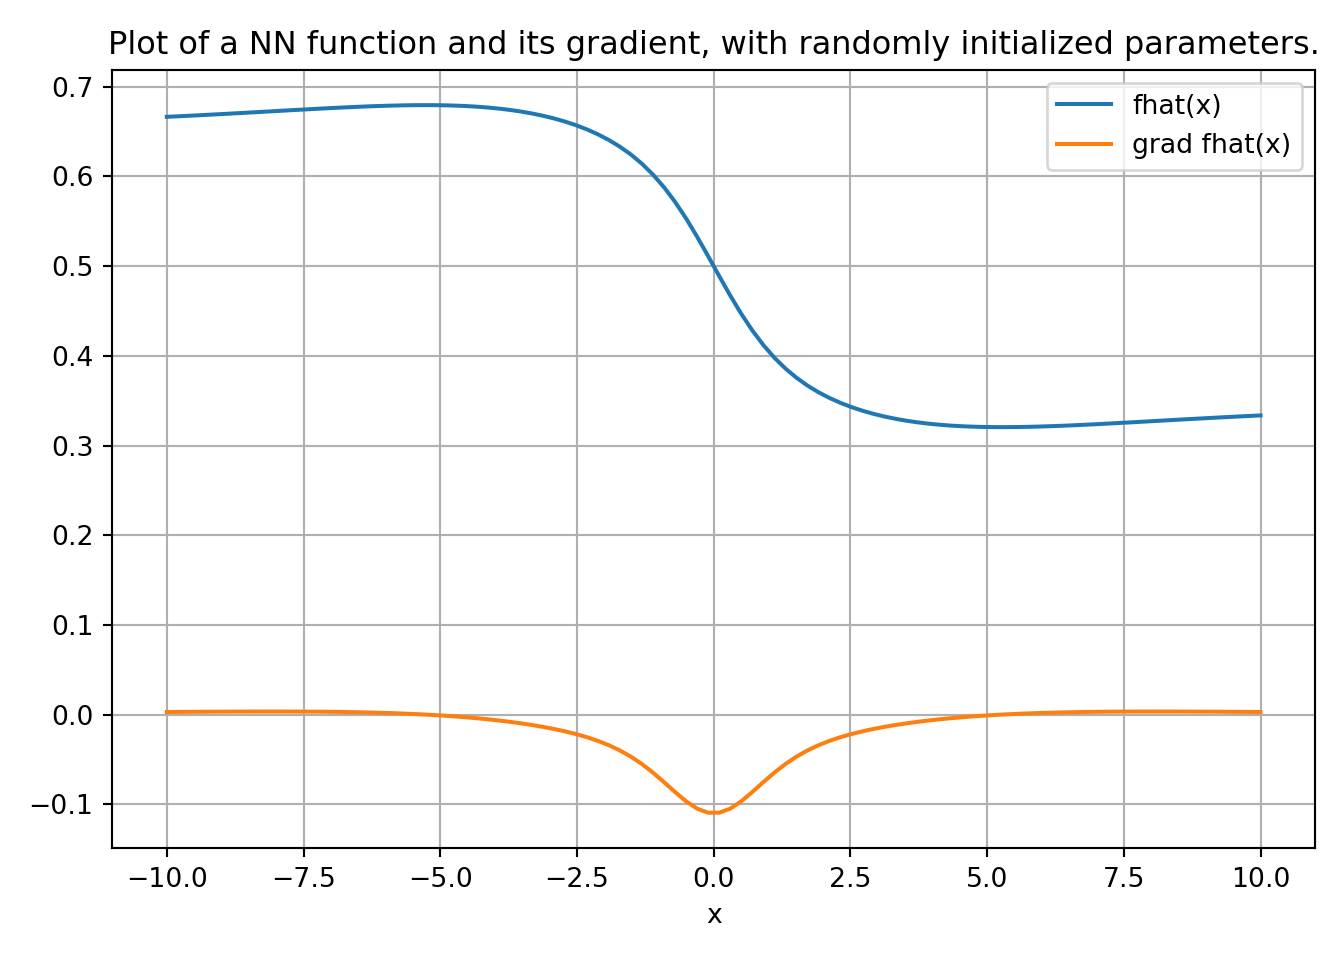 Plot of a NN function and its gradient, with randomly initialized parameters.
fhat(x)
grad fhat(x)
0.7
0.6
0.5
0.4
0.3
0.2
0.1
0.0
−0.1
−10.0 −7.5 −5.0 −2.5 0.0 2.5 5.0 7.5 10.0
x